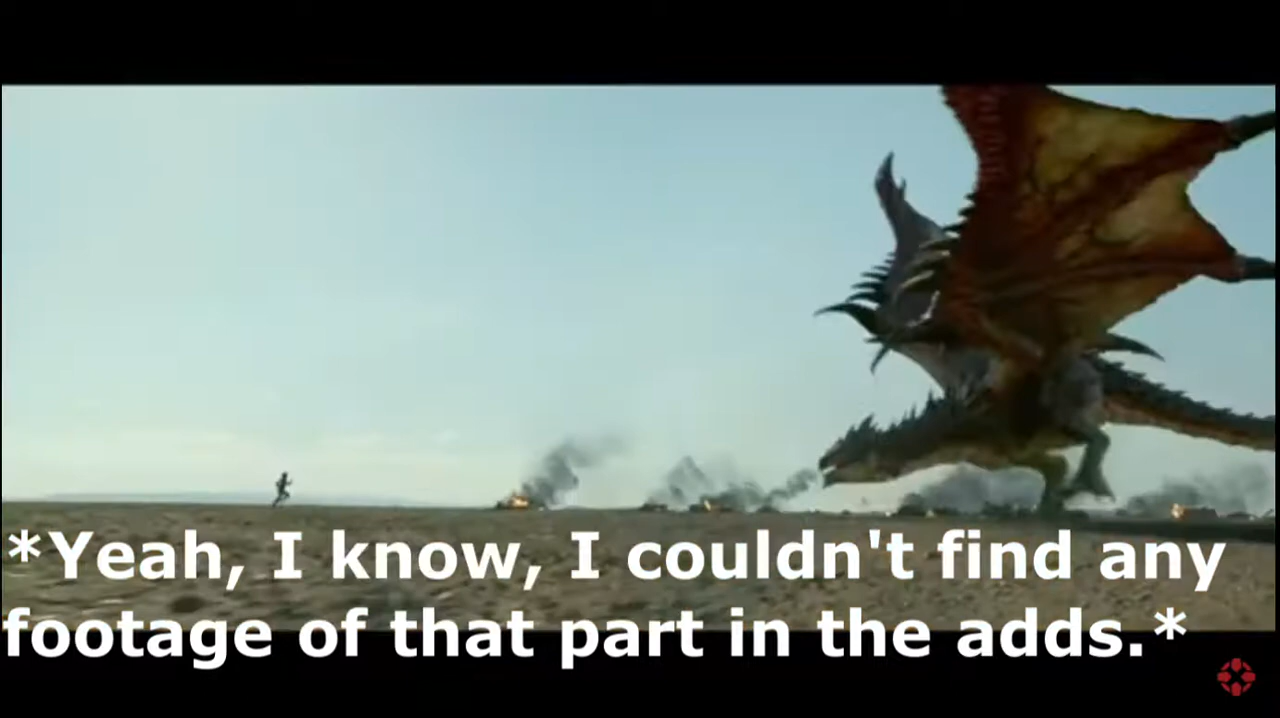 *Yeah, I know, I couldn't find any
footage of that part in the adds.*